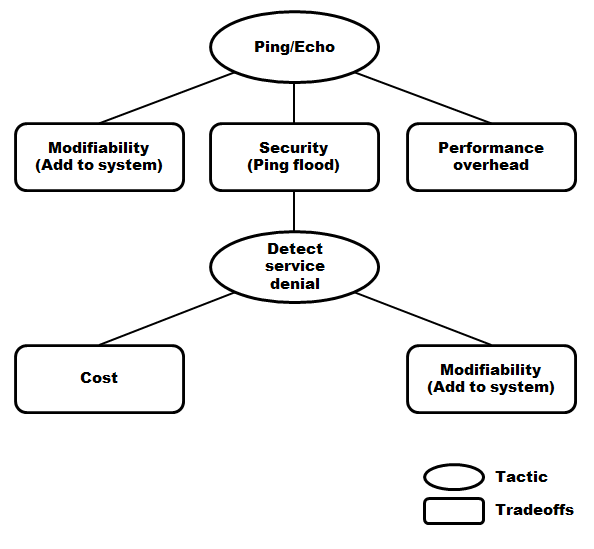 Ping/Echo
Modifiability
(Add to system)
Security
(Ping flood)
Performance
overhead
Detect
service
denial
Cost
Modifiability
(Add to system)
Tactic
Tradeoffs